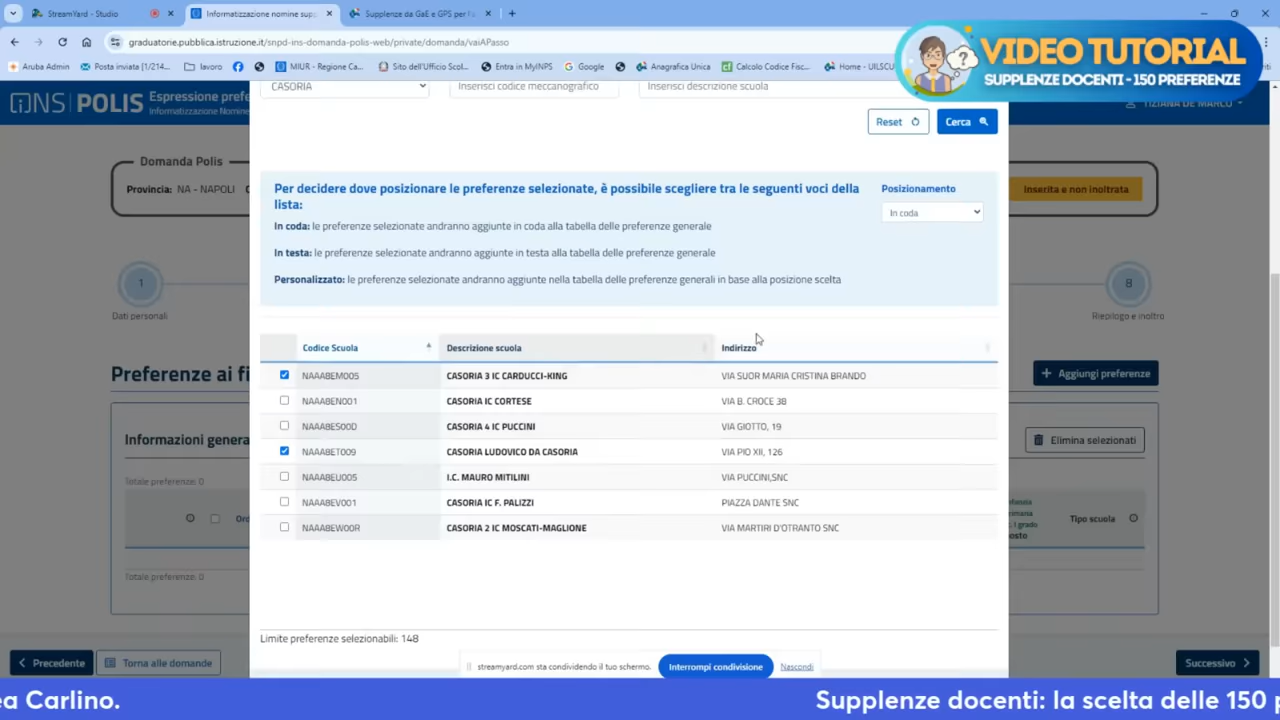 StreamYard - Studio
Informatizzazione nomine supp
Supplenze da GaE e GPS per l'a
graduatorie.pubblica.istruzione.it/snpd-ins-domanda-polis-web/private/domanda/vaiAPasso
Aruba Admin
Posta inviata (1/214...
lavoro
MIUR - Regione Ca...
Sito dell'Ufficio Scol...
Entra in MyINPS
Google
Anagrafica Unica
Calcolo Codice Fisc...
Home - UILSCU
VIDEO TUTORIAL
SUPPLENZE DOCENTI - 150 PREFERENZE
iNS POLIS
Espressione prefe
Informatizzazione Nomine
TIZIANA DE MARCO
CASORIA
Inserisci codice meccanografico
Inserisci descrizione scuola
Reset
Cerca
Domanda Polis
Provincia: NA - NAPOLI
Inserita e non inoltrata
Per decidere dove posizionare le preferenze selezionate, è possibile scegliere tra le seguenti voci della
lista:
Posizionamento
In coda
In coda: le preferenze selezionate andranno aggiunte in coda alla tabella delle preferenze generale
In testa: le preferenze selezionate andranno aggiunte in testa alla tabella delle preferenze generale
Personalizzato: le preferenze selezionate andranno aggiunte nella tabella delle preferenze generali in base alla posizione scelta
1
Dati personali
8
Riepilogo e inoltro
Codice Scuola Descrizione scuola Indirizzo
NAAA8EM005 CASORIA 3 IC CARDUCCI-KING VIA SUOR MARIA CRISTINA BRANDO
NAAA8EN001 CASORIA IC CORTESE VIA B. CROCE 38
NAAA8ES00D CASORIA 4 IC PUCCINI VIA GIOTTO, 19
NAAA8ET009 CASORIA LUDOVICO DA CASORIA VIA PIO XII, 126
NAAA8EU005 I.C. MAURO MITILINI VIA PUCCINI,SNC
NAAA8EV001 CASORIA IC F. PALIZZI PIAZZA DANTE SNC
NAAA8EW00R CASORIA 2 IC MOSCATI-MAGLIONE VIA MARTIRI D'OTRANTO SNC
Preferenze ai fi
Aggiungi preferenze
Informazioni genera
Elimina selezionati
Totale preferenze: 0
Ord
Tipo scuola
Totale preferenze: 0
Limite preferenze selezionabili: 148
Precedente
Torna alle domande
Successivo
streamyard.com sta condividendo il tuo schermo.
Interrompi condivisione
Nascondi
ea Carlino.
Supplenze docenti: la scelta delle 150 p